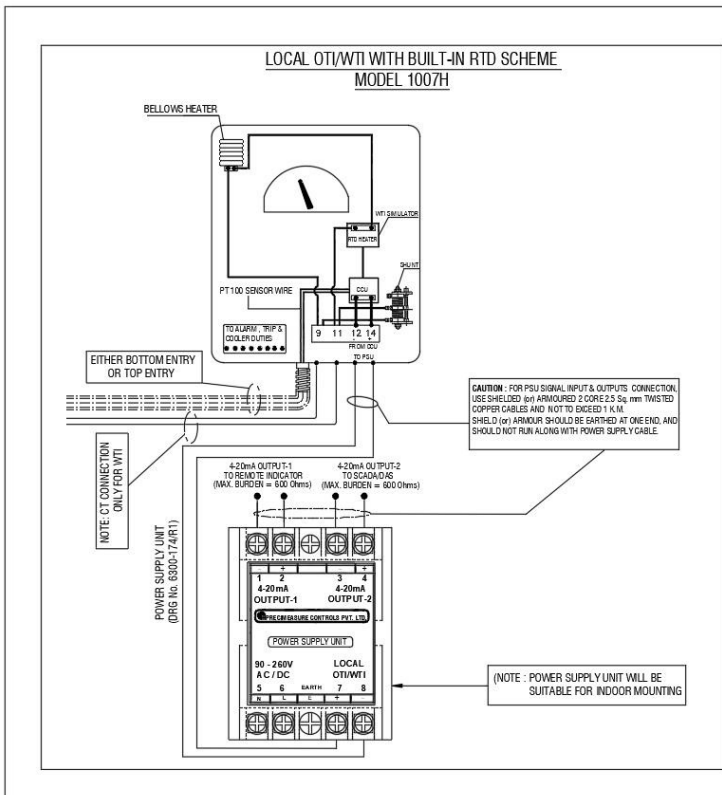 LOCAL OTI/WTI WITH BUILT-IN RTD SCHEME
MODEL 1007H
BELLOWS HEATER
WTI SIMULATOR
RTD HEATER
SHUNT
CCU
PT 100 SENSOR WIRE
9 11 12 14
- +
TO ALARM , TRIP &
COOLER DUTIES
FROM CCU
TO PSU
EITHER BOTTOM ENTRY
OR TOP ENTRY
CAUTION : FOR PSU SIGNAL INPUT & OUTPUTS CONNECTION,
USE SHIELDED (or) ARMOURED 2 CORE 2.5 Sq. mm TWISTED
COPPER CABLES AND NOT TO EXCEED 1 K.M.
SHIELD (or) ARMOUR SHOULD BE EARTHED AT ONE END, AND
SHOULD NOT RUN ALONG WITH POWER SUPPLY CABLE.
NOTE: CT CONNECTION
ONLY FOR WTI
4-20mA OUTPUT-1
TO REMOTE INDICATOR
(MAX. BURDEN = 600 Ohms)
4-20mA OUTPUT-2
TO SCADA/DAS
(MAX. BURDEN = 600 Ohms)
POWER SUPPLY UNIT
(DRG No. 6300-174/R1)
- + - +
1 2 3 4
4-20mA
OUTPUT-1
4-20mA
OUTPUT-2
PRECIMEASURE CONTROLS PVT. LTD.
POWER SUPPLY UNIT
90 - 260V
AC / DC
LOCAL
OTI/WTI
5 6 EARTH 7 8
N L E + -
(NOTE : POWER SUPPLY UNIT WILL BE
SUITABLE FOR INDOOR MOUNTING